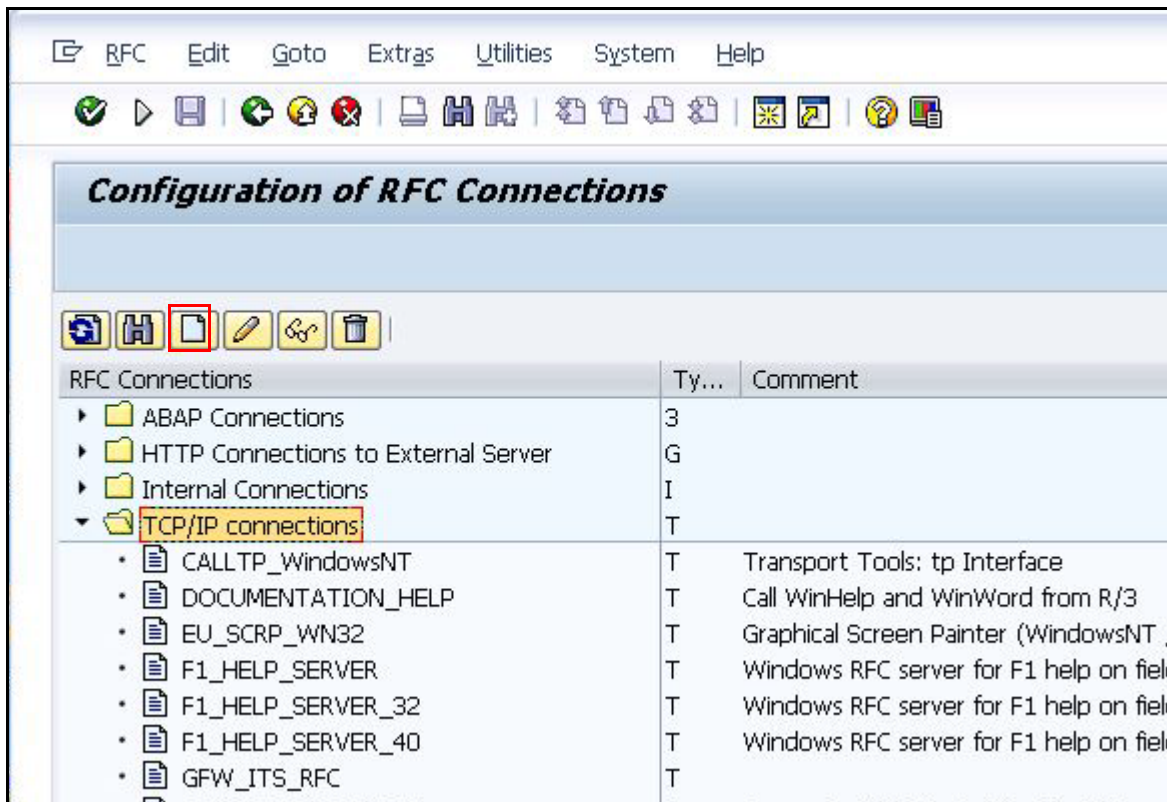 RFC Edit Goto Extras Utilities System Help
Configuration of RFC Connections
RFC Connections Ty... Comment
ABAP Connections 3
HTTP Connections to External Server G
Internal Connections I
TCP/IP connections T
CALLTP_WindowsNT T Transport Tools: tp Interface
DOCUMENTATION_HELP T Call WinHelp and WinWord from R/3
EU_SCRP_WN32 T Graphical Screen Painter (WindowsNT
F1_HELP_SERVER T Windows RFC server for F1 help on
F1_HELP_SERVER_32 T Windows RFC server for F1 help on
F1_HELP_SERVER_40 T Windows RFC server for F1 help on
GFW_ITS_RFC T